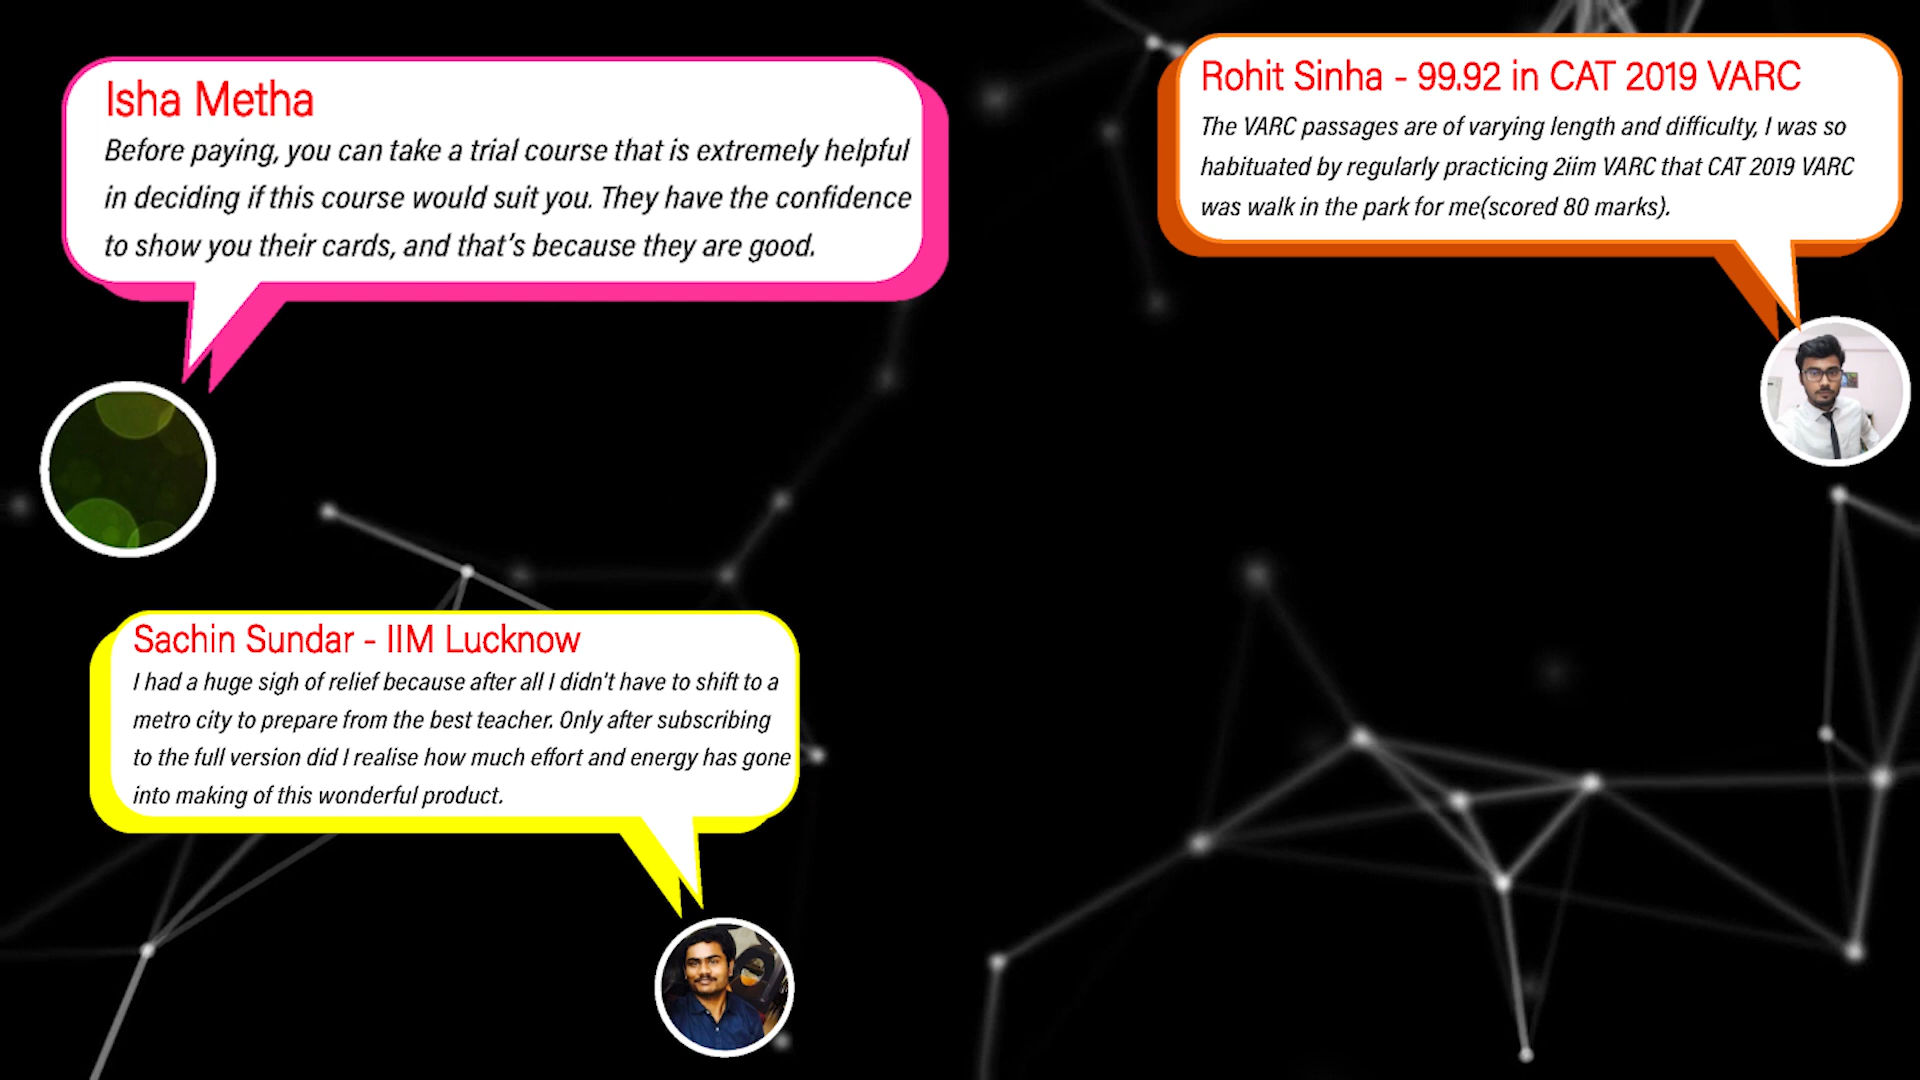 Isha Metha
Before paying, you can take a trial course that is extremely helpful
in deciding if this course would suit you. They have the confidence
to show you their cards, and that's because they are good.
Rohit Sinha - 99.92 in CAT 2019 VARC
The VARC passages are of varying length and difficulty, I was so
habituated by regularly practicing 2iim VARC that CAT 2019 VARC
was walk in the park for me(scored 80 marks).
Sachin Sundar - IIM Lucknow
I had a huge sigh of relief because after all I didn't have to shift to a
metro city to prepare from the best teacher. Only after subscribing
to the full version did I realise how much effort and energy has gone
into making of this wonderful product.